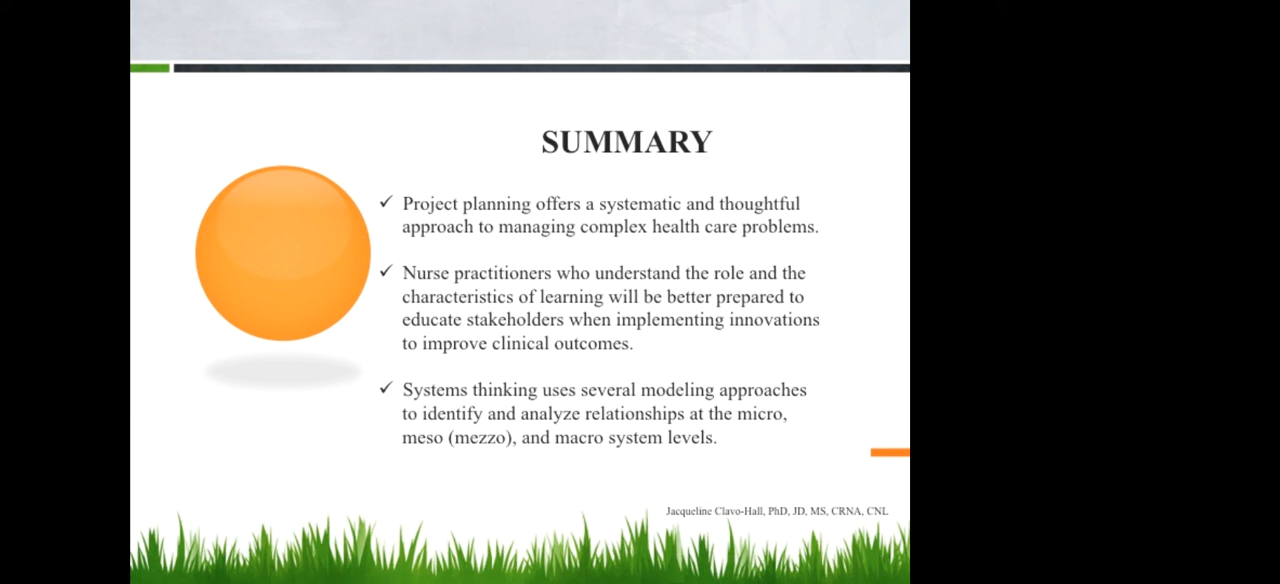 SUMMARY
✓ Project planning offers a systematic and thoughtful
approach to managing complex health care problems.
✓ Nurse practitioners who understand the role and the
characteristics of learning will be better prepared to
educate stakeholders when implementing innovations
to improve clinical outcomes.
✓ Systems thinking uses several modeling approaches
to identify and analyze relationships at the micro,
meso (mezzo), and macro system levels.
Jacqueline Clavo-Hall, PhD, JD, MS, CRNA, CNL